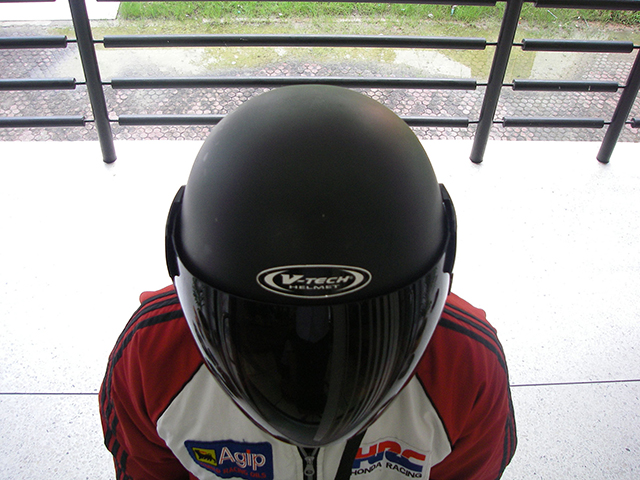 V-TECH
HELMET
Agip
HRC
HONDA RACING